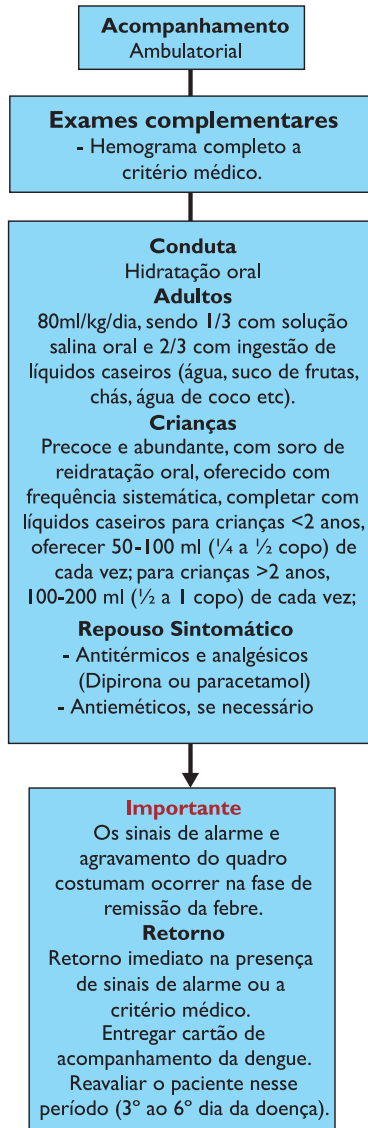 Acompanhamento
Ambulatorial
Exames complementares
- Hemograma completo a
critério médico.
Conduta
Hidratação oral
Adultos
80ml/kg/dia, sendo 1/3 com solução
salina oral e 2/3 com ingestão de
líquidos caseiros (água, suco de frutas,
chás, água de coco etc).
Crianças
Precoce e abundante, com soro de
reidratação oral, oferecido com
frequência sistemática, completar com
líquidos caseiros para crianças <2 anos,
oferecer 50-100 ml (¼ a ½ copo) de
cada vez; para crianças >2 anos,
100-200 ml (½ a 1 copo) de cada vez;
Repouso Sintomático
- Antitérmicos e analgésicos
(Dipirona ou paracetamol)
- Antieméticos, se necessário
Importante
Os sinais de alarme e
agravamento do quadro
costumam ocorrer na fase de
remissão da febre.
Retorno
Retorno imediato na presença
de sinais de alarme ou a
critério médico.
Entregar cartão de
acompanhamento da dengue.
Reavaliar o paciente nesse
período (3º ao 6º dia da doença).